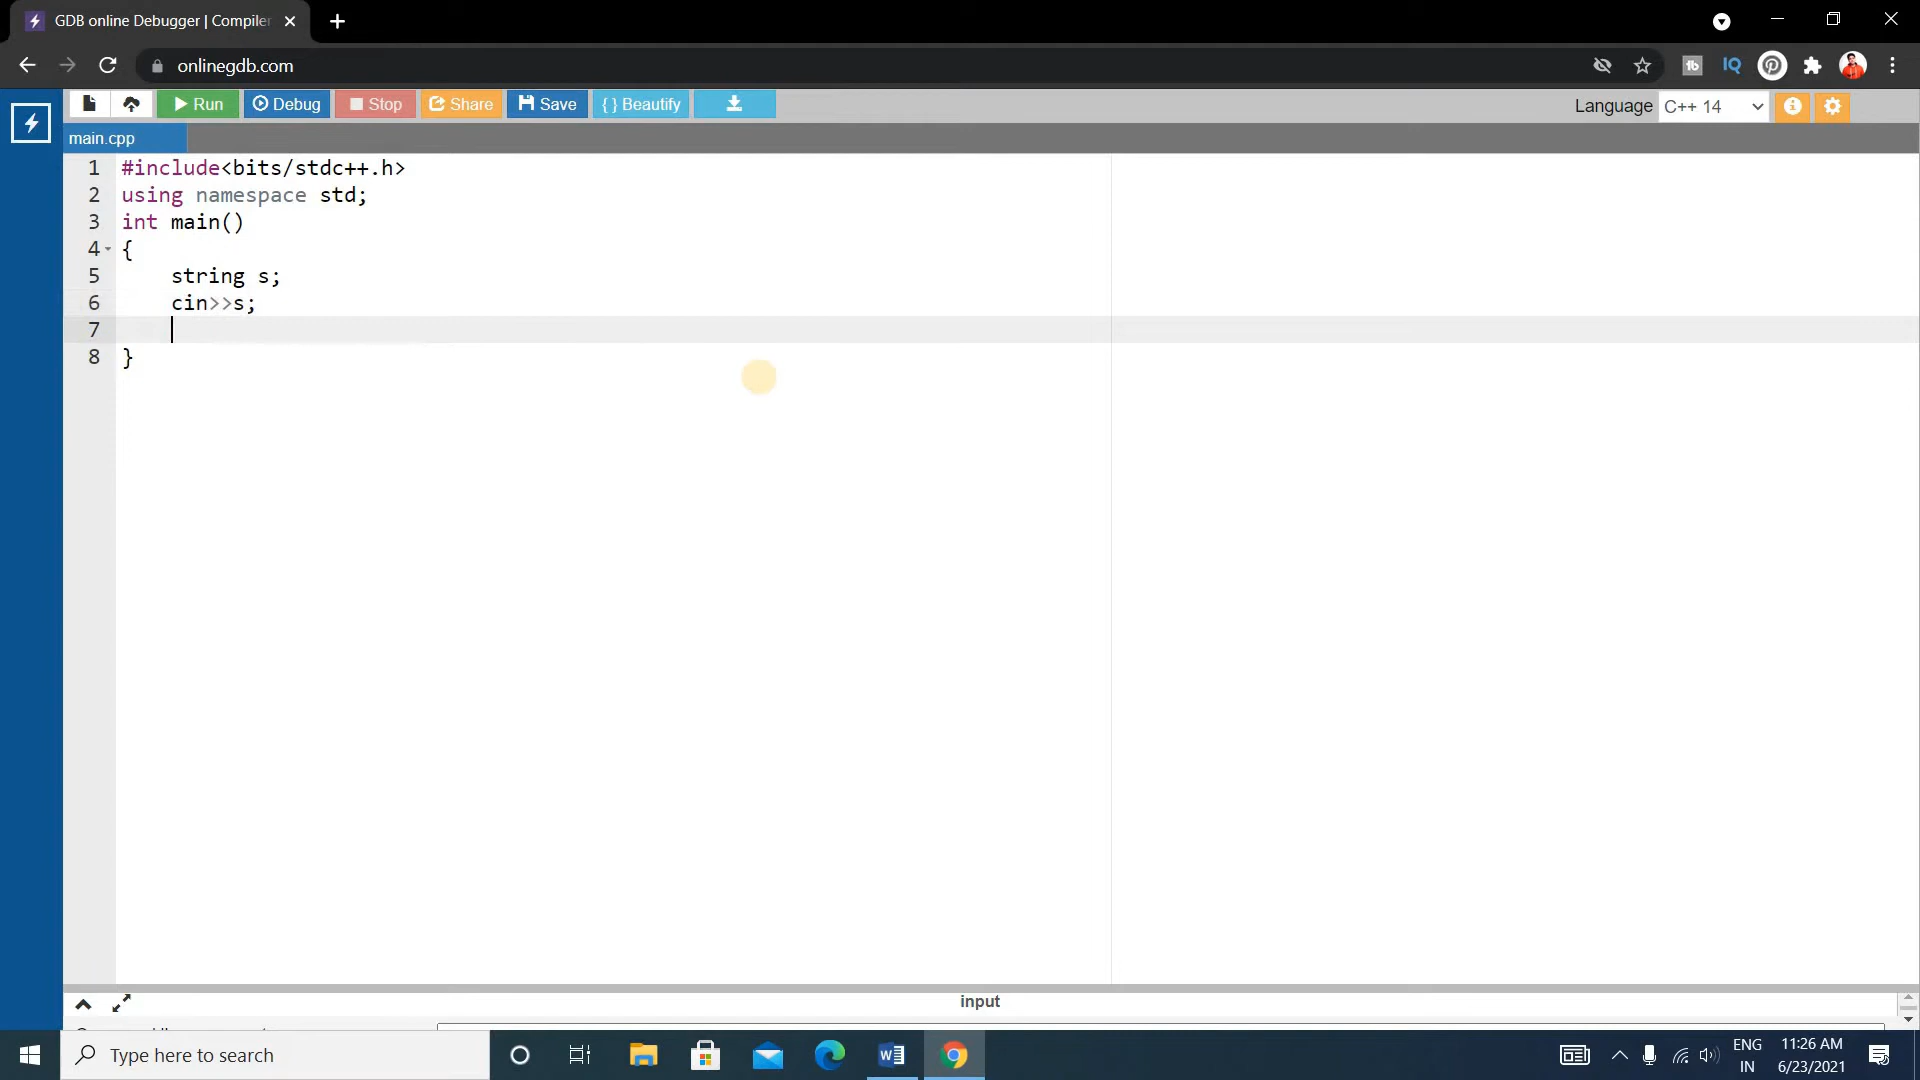 GDB online Debugger | Compiler
onlinegdb.com
IQ
Run
Debug
Stop
Share
Save
{ } Beautify
Language
C++ 14
main.cpp
1 #include<bits/stdc++.h>
2 using namespace std;
3 int main()
4 {
5 string s;
6 cin>>s;
7
8 }
input
Type here to search
ENG
IN
11:26 AM
6/23/2021